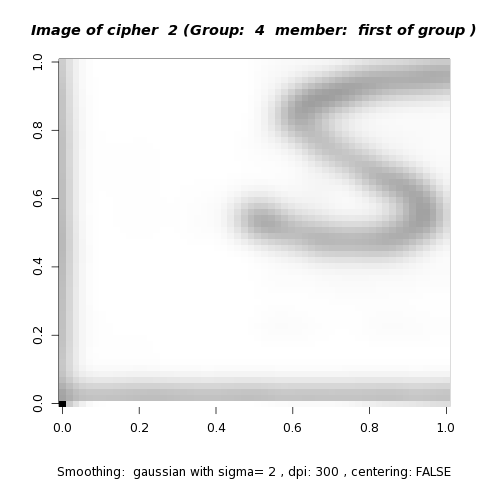 Image of cipher 2 (Group: 4 member: first of group )
1.0
0.8
0.6
0.4
0.2
0.0
0.0 0.2 0.4 0.6 0.8 1.0
Smoothing: gaussian with sigma= 2 , dpi: 300 , centering: FALSE